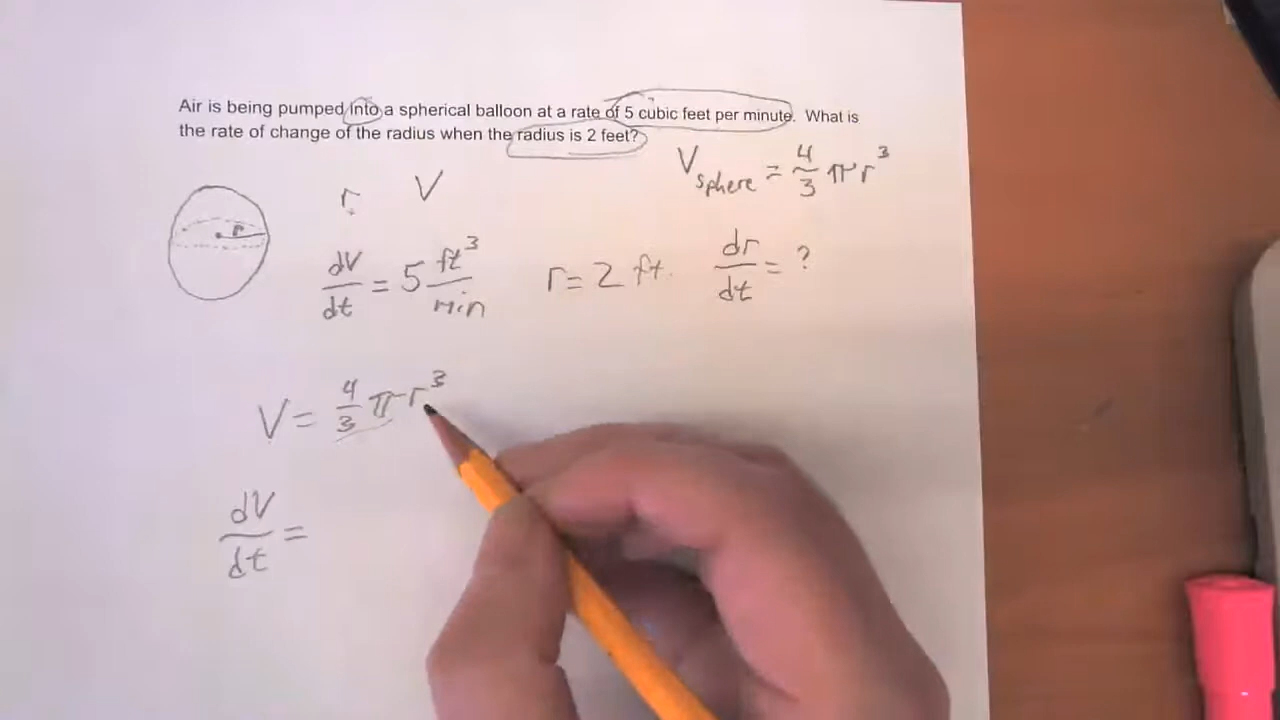 Air is being pumped into a spherical balloon at a rate of 5 cubic feet per minute. What is
the rate of change of the radius when the radius is 2 feet?
V sphere = 4/3 πr³
r V
r
dV/dt = 5 ft³/min r = 2 ft. dr/dt = ?
V = 4/3 πr³
dV/dt =